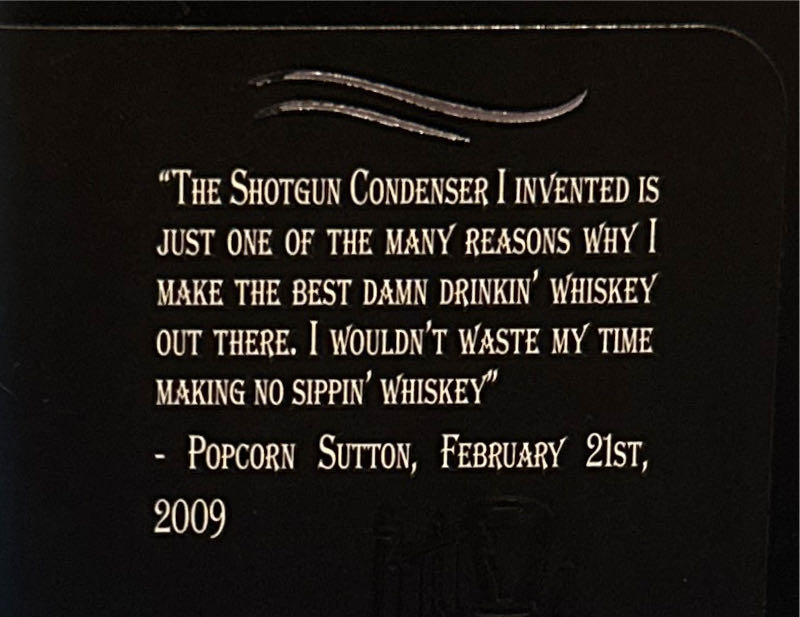 “The Shotgun Condenser I invented is
just one of the many reasons why I
make the best damn drinkin’ whiskey
out there. I wouldn’t waste my time
making no sippin’ whiskey”
- Popcorn Sutton, February 21st,
2009